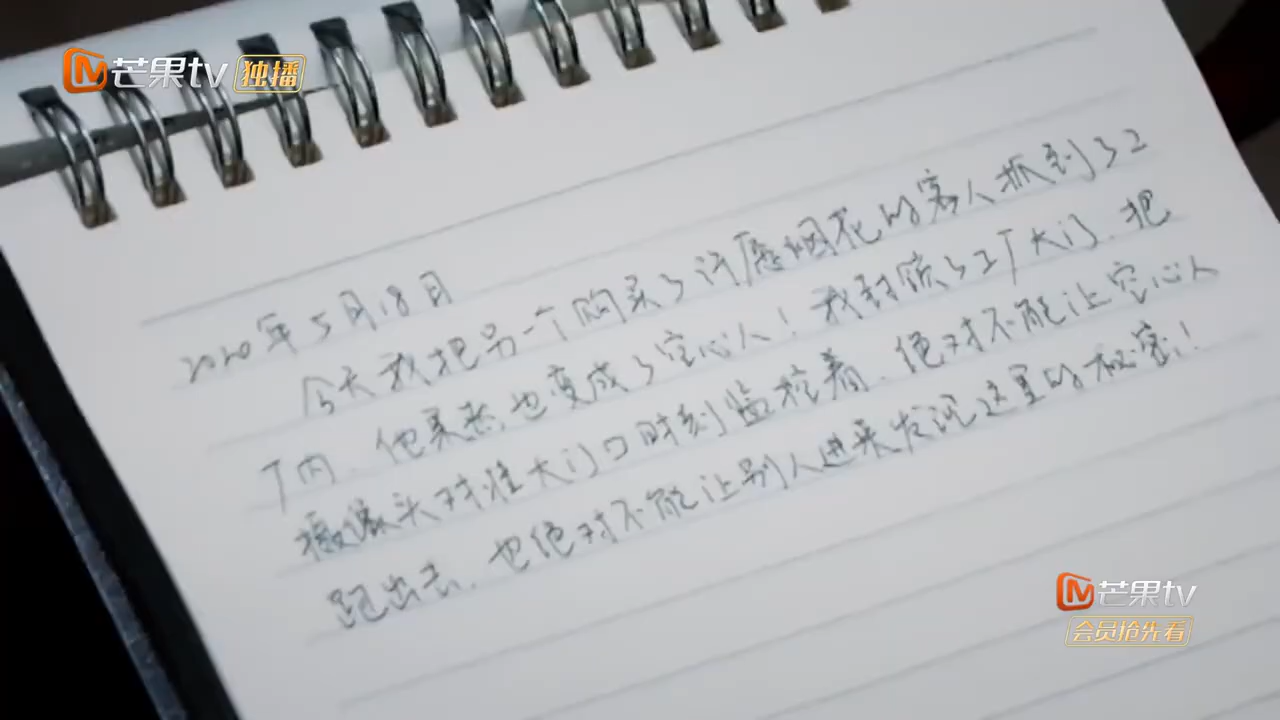 芒果tv 独播
2020年5月18日
今天我把另一个购买了许愿烟花的客人抓到了工
厂内、他果然也变成了空心人！我封锁了工厂大门、把
摄像头对准大门口时刻监控着、绝对不能让空心人
跑出去、也绝对不能让别人进来发现这里的秘密！
芒果tv
会员抢先看